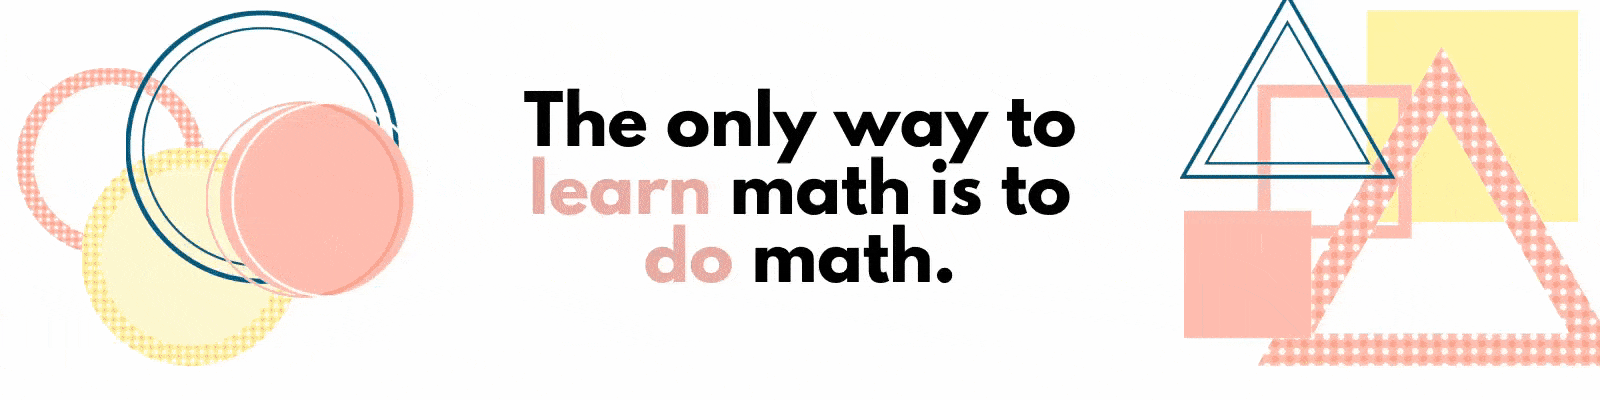 The only way to
learn math is to
do math.